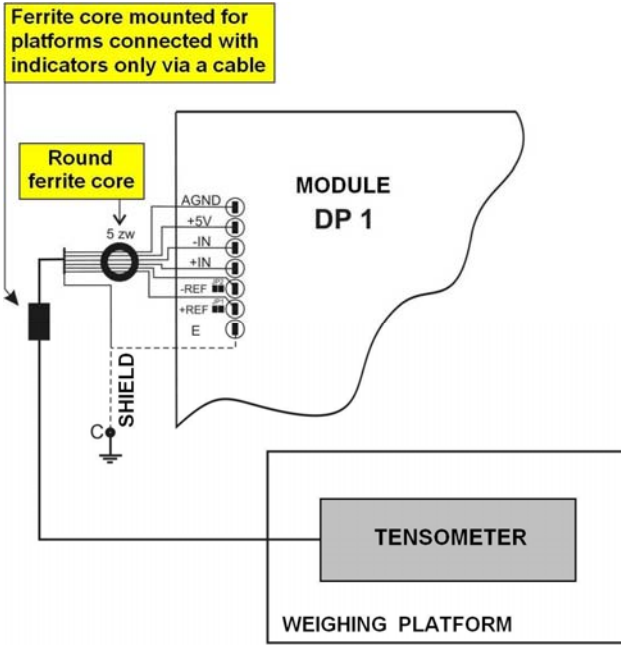 Ferrite core mounted for
platforms connected with
indicators only via a cable
Round
ferrite core
5 zw
MODULE
DP 1
AGND
+5V
-IN
+IN
-REF
+REF
E
SHIELD
C
TENSOMETER
WEIGHING PLATFORM